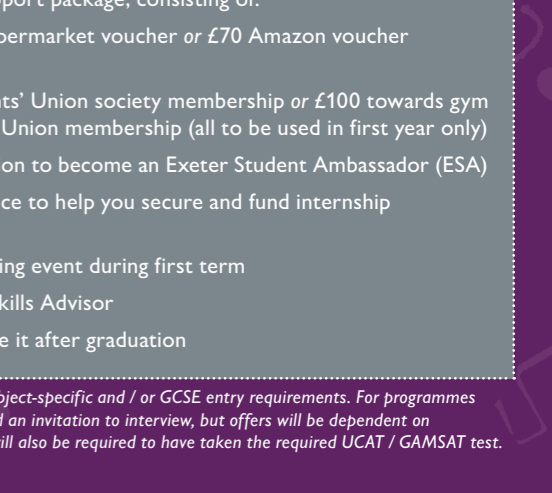 pport package, consisting of:
permarket voucher or £70 Amazon voucher
nts' Union society membership or £100 towards gym
Union membership (all to be used in first year only)
ion to become an Exeter Student Ambassador (ESA)
ce to help you secure and fund internship
ing event during first term
kills Advisor
e it after graduation
bject-specific and / or GCSE entry requirements. For programmes
d an invitation to interview, but offers will be dependent on
ill also be required to have taken the required UCAT / GAMSAT test.